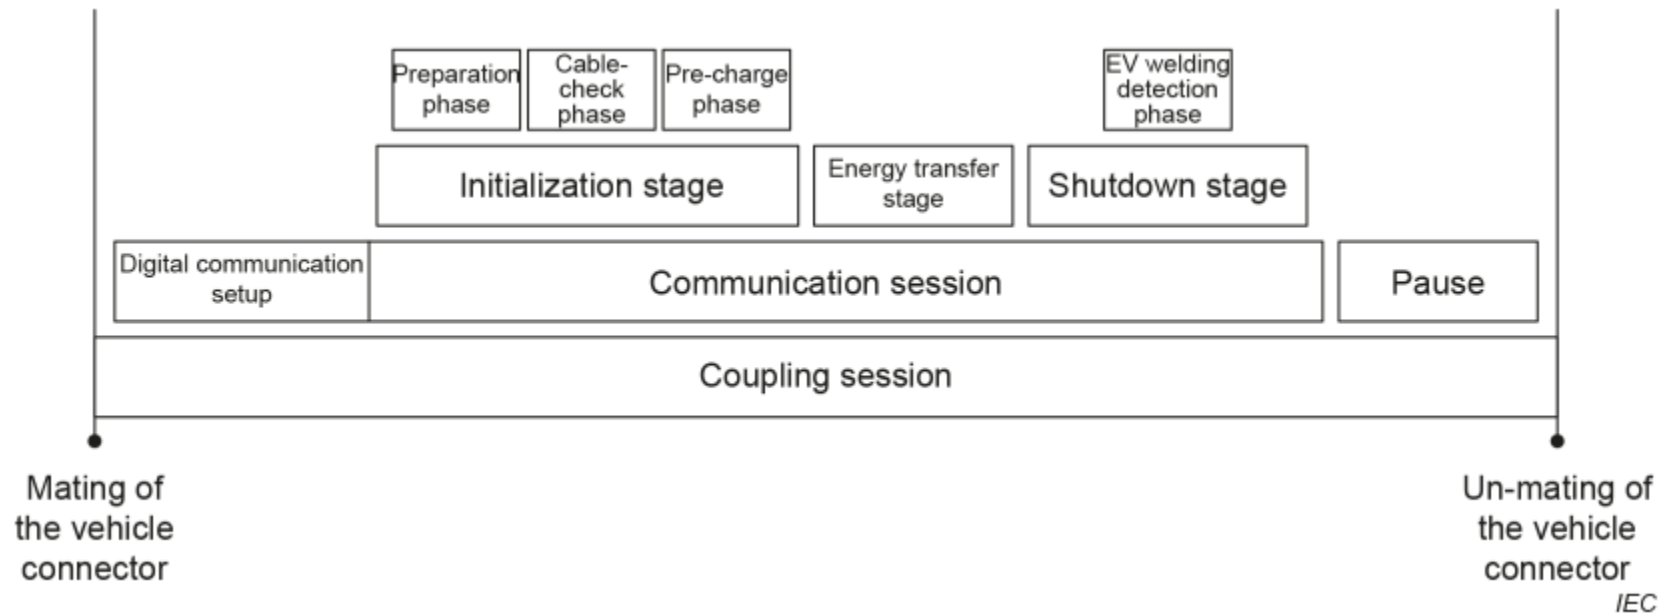 Preparation
phase
Cable-
check
phase
Pre-charge
phase
EV welding
detection
phase
Initialization stage
Energy transfer
stage
Shutdown stage
Digital communication
setup
Communication session
Pause
Coupling session
Mating of
the vehicle
connector
Un-mating of
the vehicle
connector
IEC